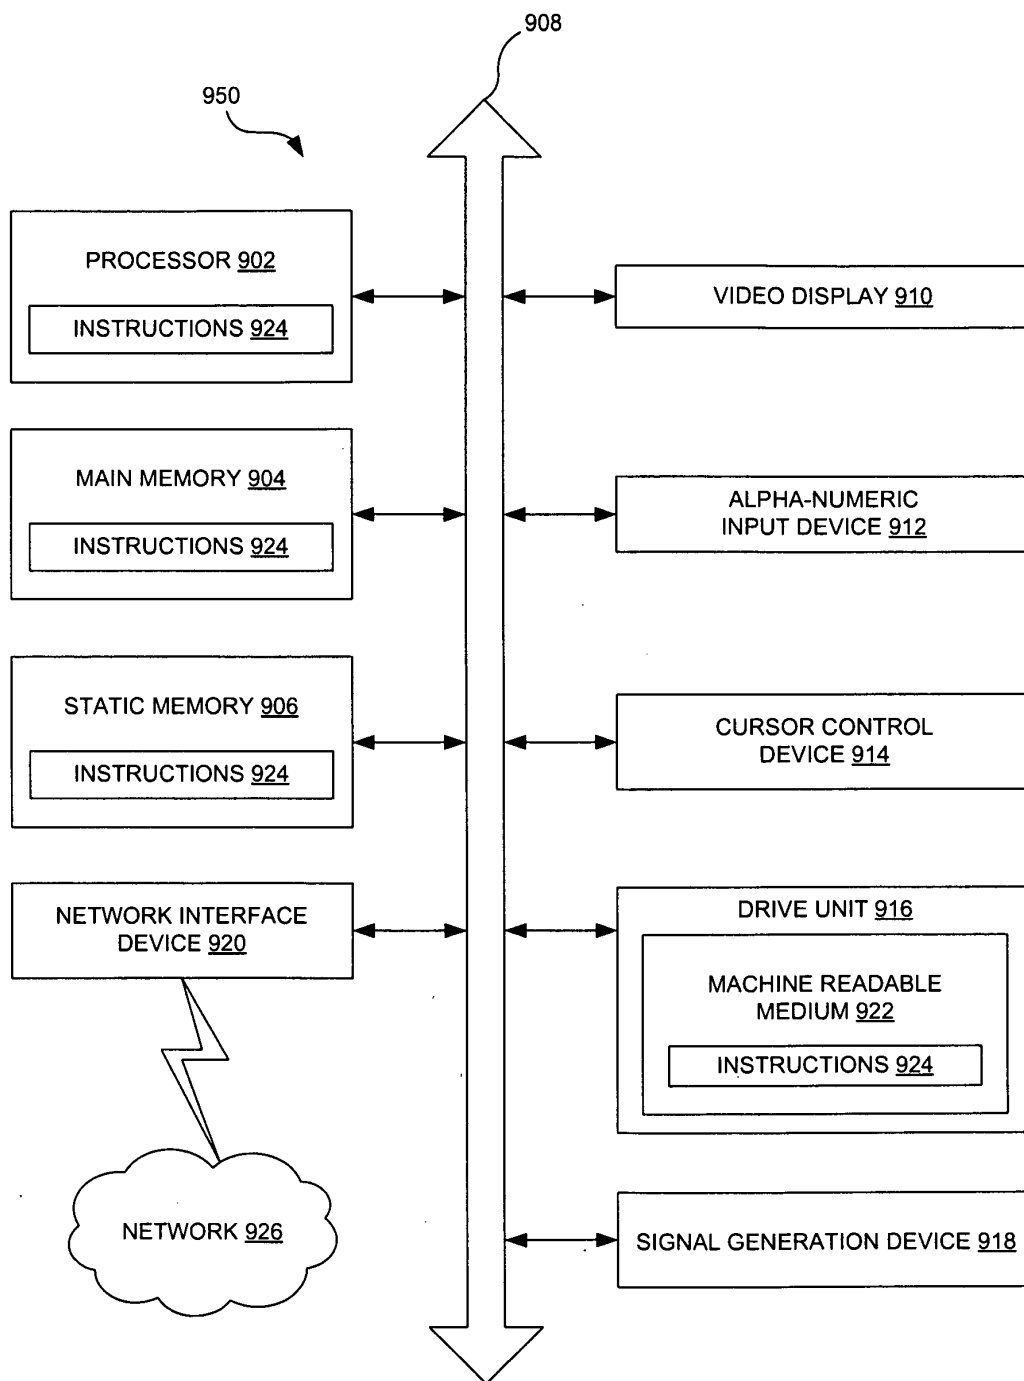 908
950
PROCESSOR 902
INSTRUCTIONS 924
MAIN MEMORY 904
INSTRUCTIONS 924
STATIC MEMORY 906
INSTRUCTIONS 924
NETWORK INTERFACE
DEVICE 920
NETWORK 926
VIDEO DISPLAY 910
ALPHA-NUMERIC
INPUT DEVICE 912
CURSOR CONTROL
DEVICE 914
DRIVE UNIT 916
MACHINE READABLE
MEDIUM 922
INSTRUCTIONS 924
SIGNAL GENERATION DEVICE 918